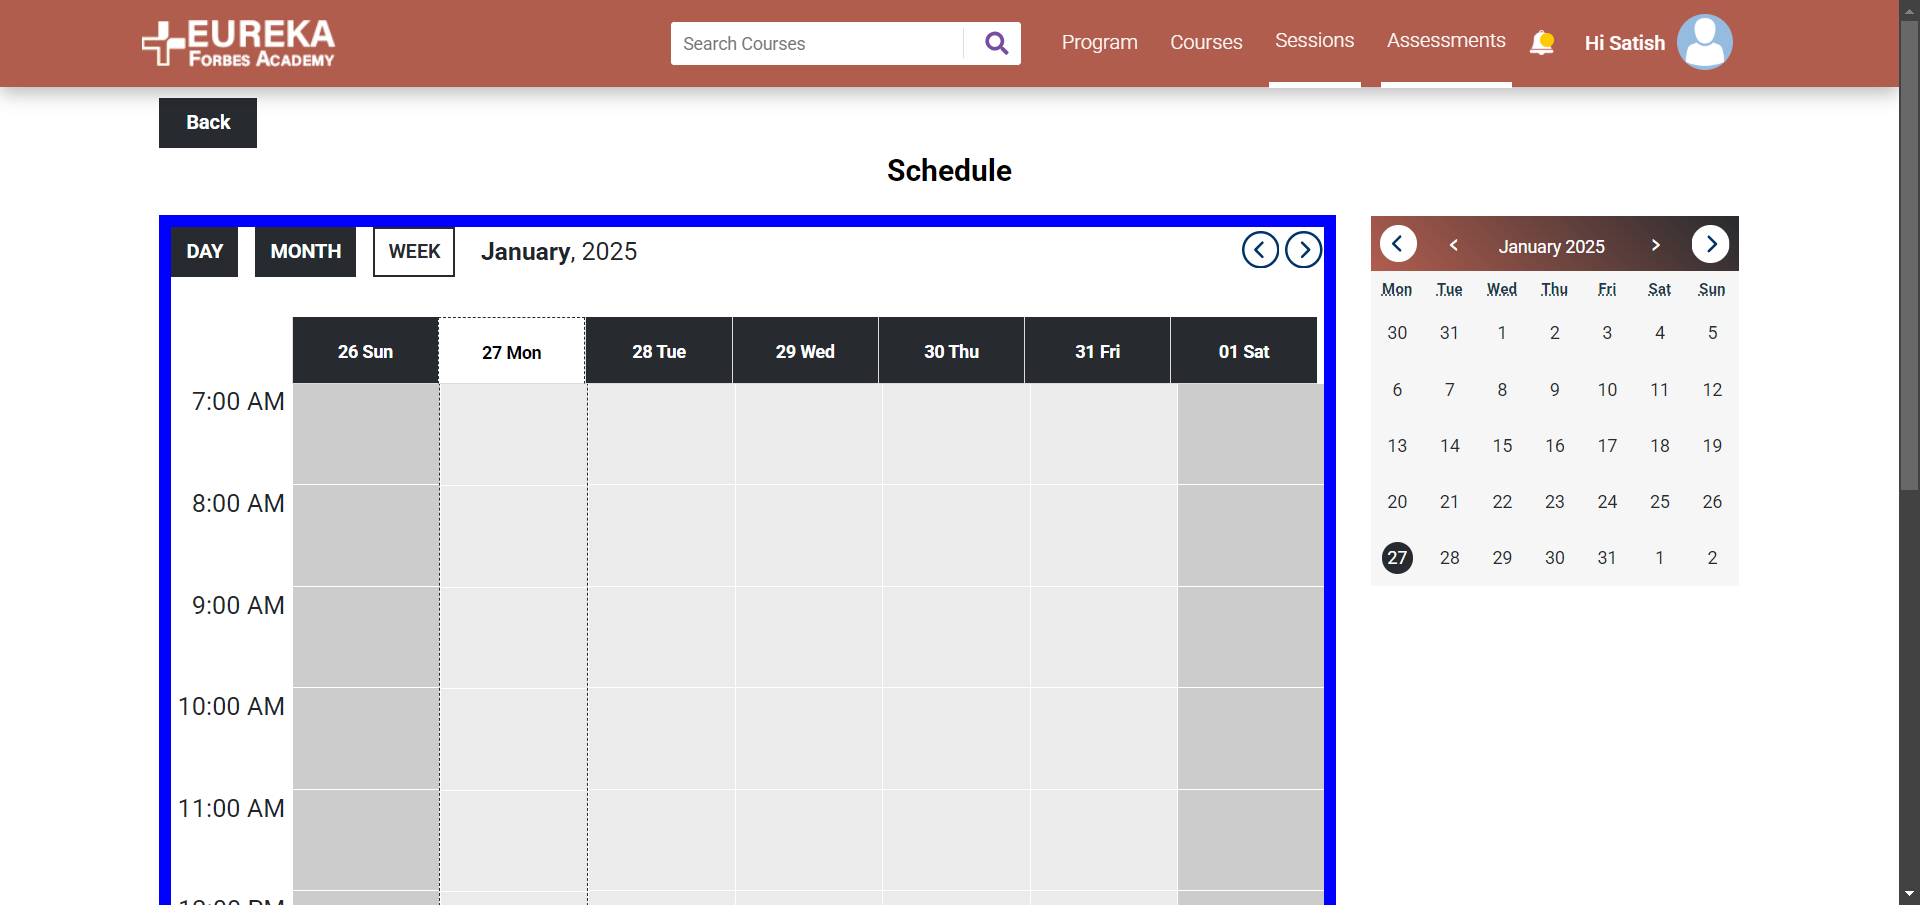 EUREKA
FORBES ACADEMY
Search Courses
Program
Courses
Sessions
Assessments
Hi Satish
Back
Schedule
DAY
MONTH
WEEK
January, 2025
26 Sun
27 Mon
28 Tue
29 Wed
30 Thu
31 Fri
01 Sat
7:00 AM
8:00 AM
9:00 AM
10:00 AM
11:00 AM
January 2025
Mon Tue Wed Thu Fri Sat Sun
30 31 1 2 3 4 5
6 7 8 9 10 11 12
13 14 15 16 17 18 19
20 21 22 23 24 25 26
27 28 29 30 31 1 2